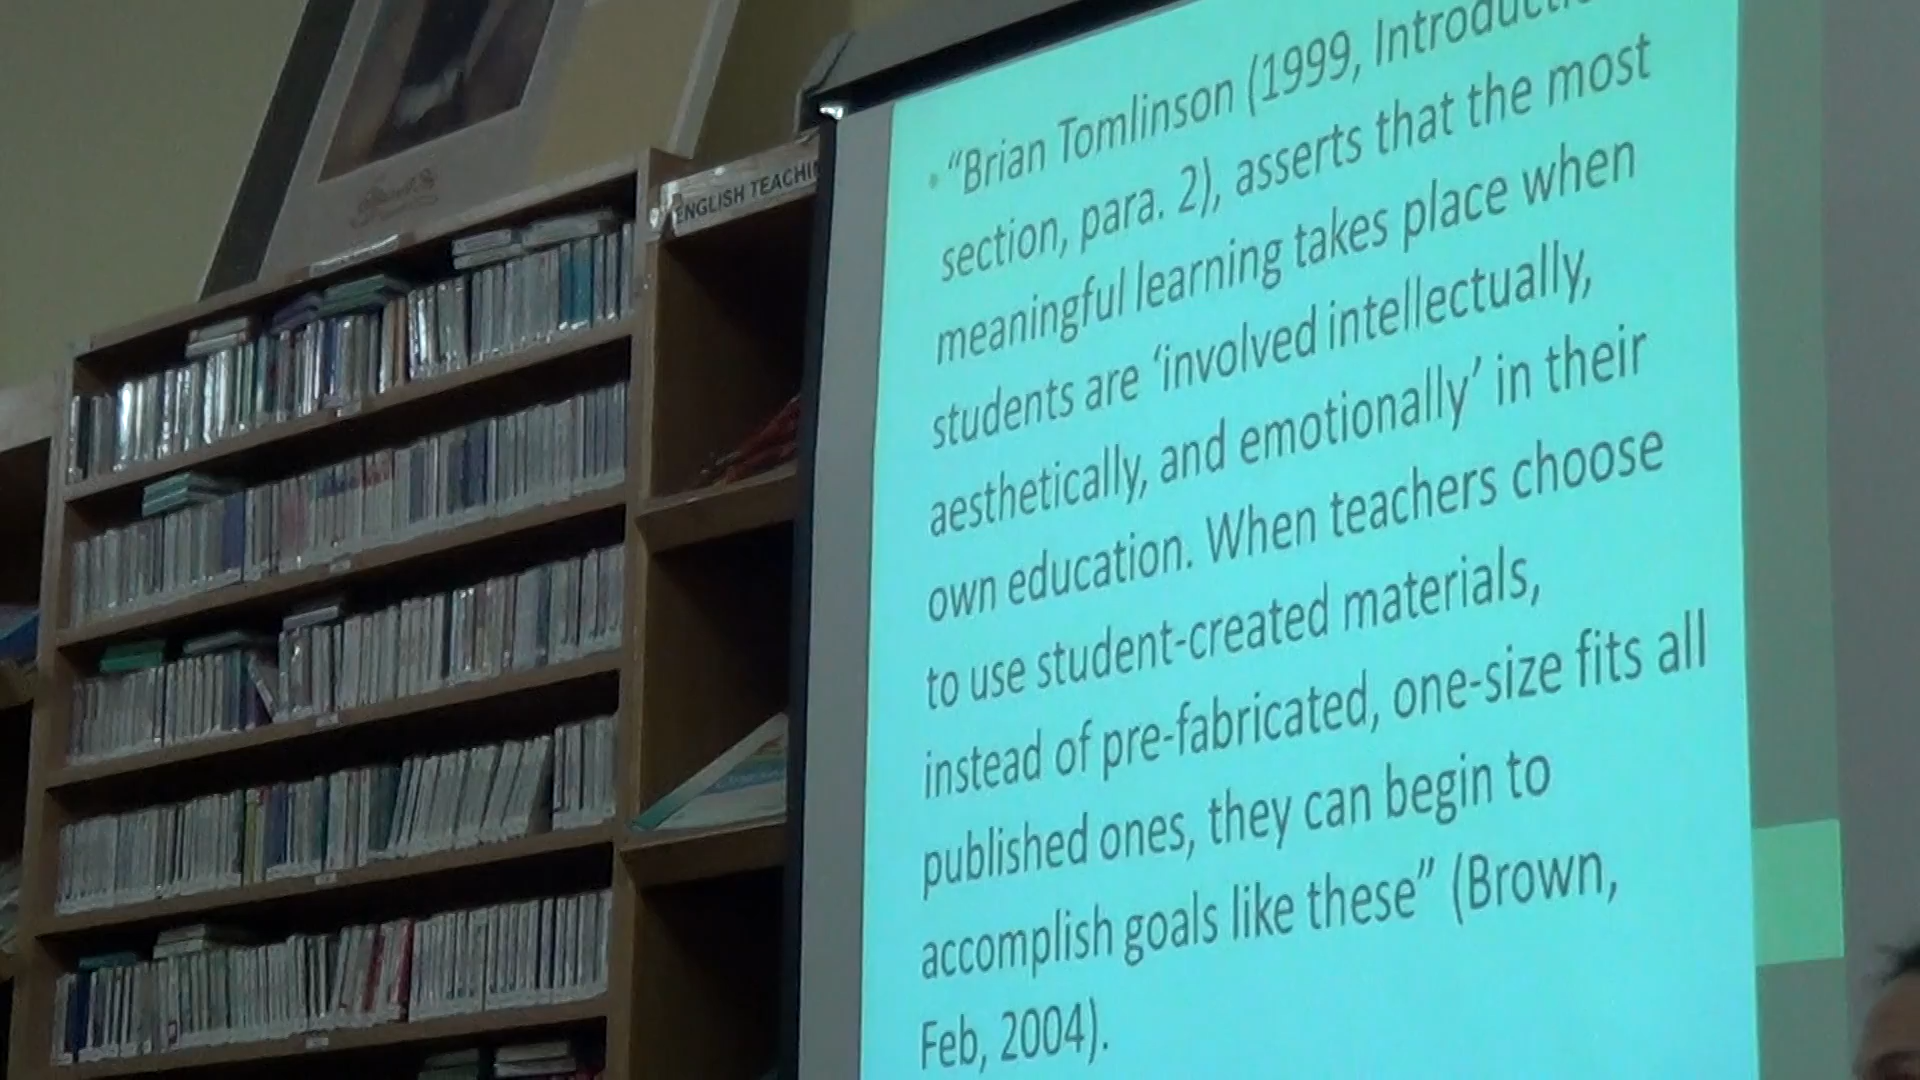 ENGLISH TEACHI
• “Brian Tomlinson (1999, Introducti
section, para. 2), asserts that the most
meaningful learning takes place when
students are ‘involved intellectually,
aesthetically, and emotionally’ in their
own education. When teachers choose
to use student-created materials,
instead of pre-fabricated, one-size fits all
published ones, they can begin to
accomplish goals like these” (Brown,
Feb, 2004).